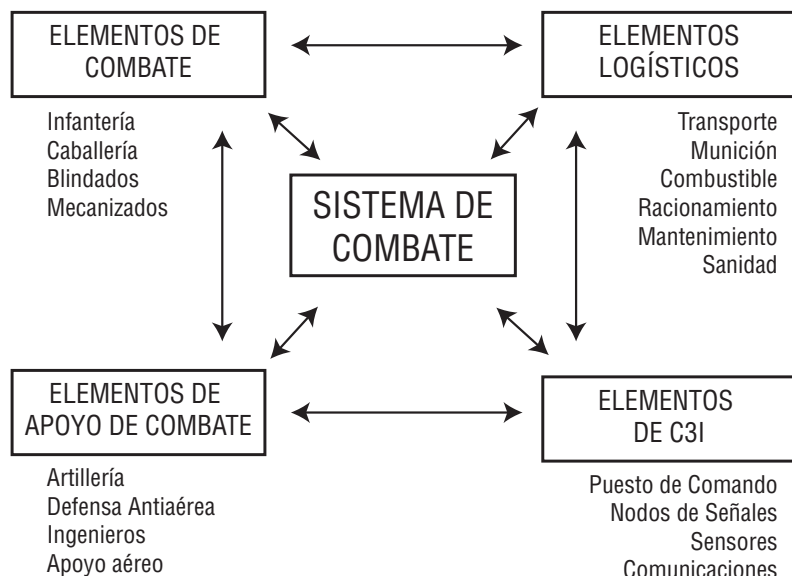 ELEMENTOS DE
COMBATE
Infantería
Caballería
Blindados
Mecanizados
ELEMENTOS
LOGÍSTICOS
Transporte
Munición
Combustible
Racionamiento
Mantenimiento
Sanidad
SISTEMA DE
COMBATE
ELEMENTOS DE
APOYO DE COMBATE
Artillería
Defensa Antiaérea
Ingenieros
Apoyo aéreo
ELEMENTOS
DE C3I
Puesto de Comando
Nodos de Señales
Sensores
Comunicaciones